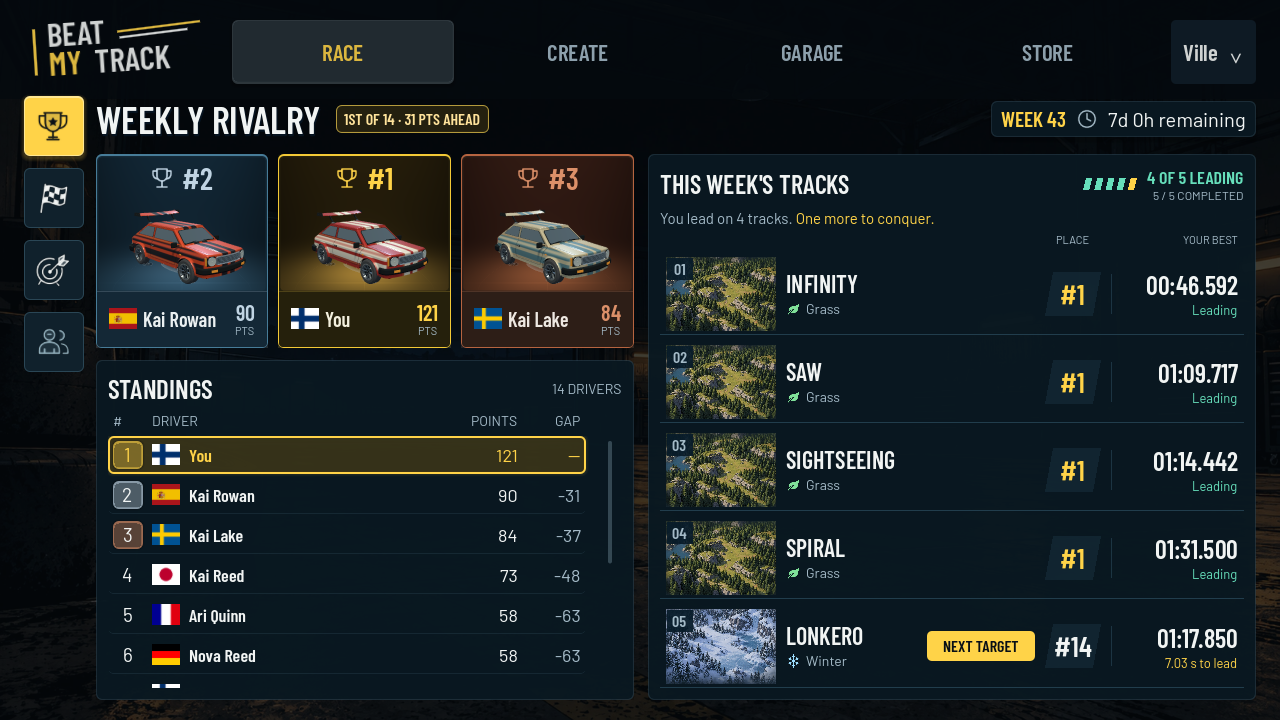 BEAT
MY TRACK
RACE
CREATE
GARAGE
STORE
Ville
WEEKLY RIVALRY
1ST OF 14 · 31 PTS AHEAD
WEEK 43
7d 0h remaining
#2
Kai Rowan
90
PTS
#1
You
121
PTS
#3
Kai Lake
84
PTS
STANDINGS
14 DRIVERS
# DRIVER POINTS GAP
1 You 121 —
2 Kai Rowan 90 -31
3 Kai Lake 84 -37
4 Kai Reed 73 -48
5 Ari Quinn 58 -63
6 Nova Reed 58 -63
THIS WEEK'S TRACKS
4 OF 5 LEADING
5 / 5 COMPLETED
You lead on 4 tracks. One more to conquer.
PLACE
YOUR BEST
01
INFINITY
Grass
#1
00:46.592
Leading
02
SAW
Grass
#1
01:09.717
Leading
03
SIGHTSEEING
Grass
#1
01:14.442
Leading
04
SPIRAL
Grass
#1
01:31.500
Leading
05
LONKERO
Winter
NEXT TARGET
#14
01:17.850
7.03 s to lead